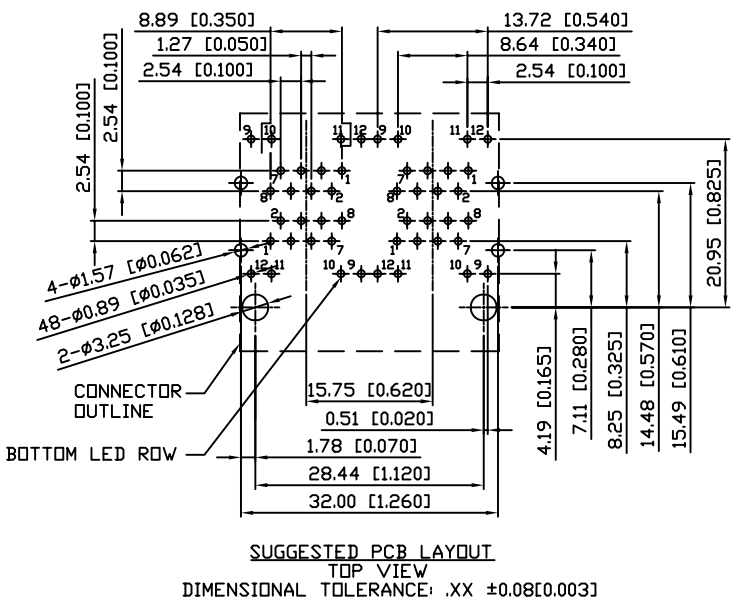 8.89 [0.350]
13.72 [0.540]
1.27 [0.050]
8.64 [0.340]
2.54 [0.100]
2.54 [0.100]
2.54 [0.100]
2.54 [0.100]
9 10 11 12 9 10 11 12
7 1 7 1
8 2 8 2
2 8 2 8
1 7 1 7
12 11 10 9 12 11 10 9
4-ø1.57 [ø0.062]
48-ø0.89 [ø0.035]
2-ø3.25 [ø0.128]
20.95 [0.825]
4.19 [0.165]
7.11 [0.280]
8.25 [0.325]
14.48 [0.570]
15.49 [0.610]
CONNECTOR
OUTLINE
15.75 [0.620]
0.51 [0.020]
BOTTOM LED ROW
1.78 [0.070]
28.44 [1.120]
32.00 [1.260]
SUGGESTED PCB LAYOUT
TOP VIEW
DIMENSIONAL TOLERANCE: .XX ±0.08[0.003]